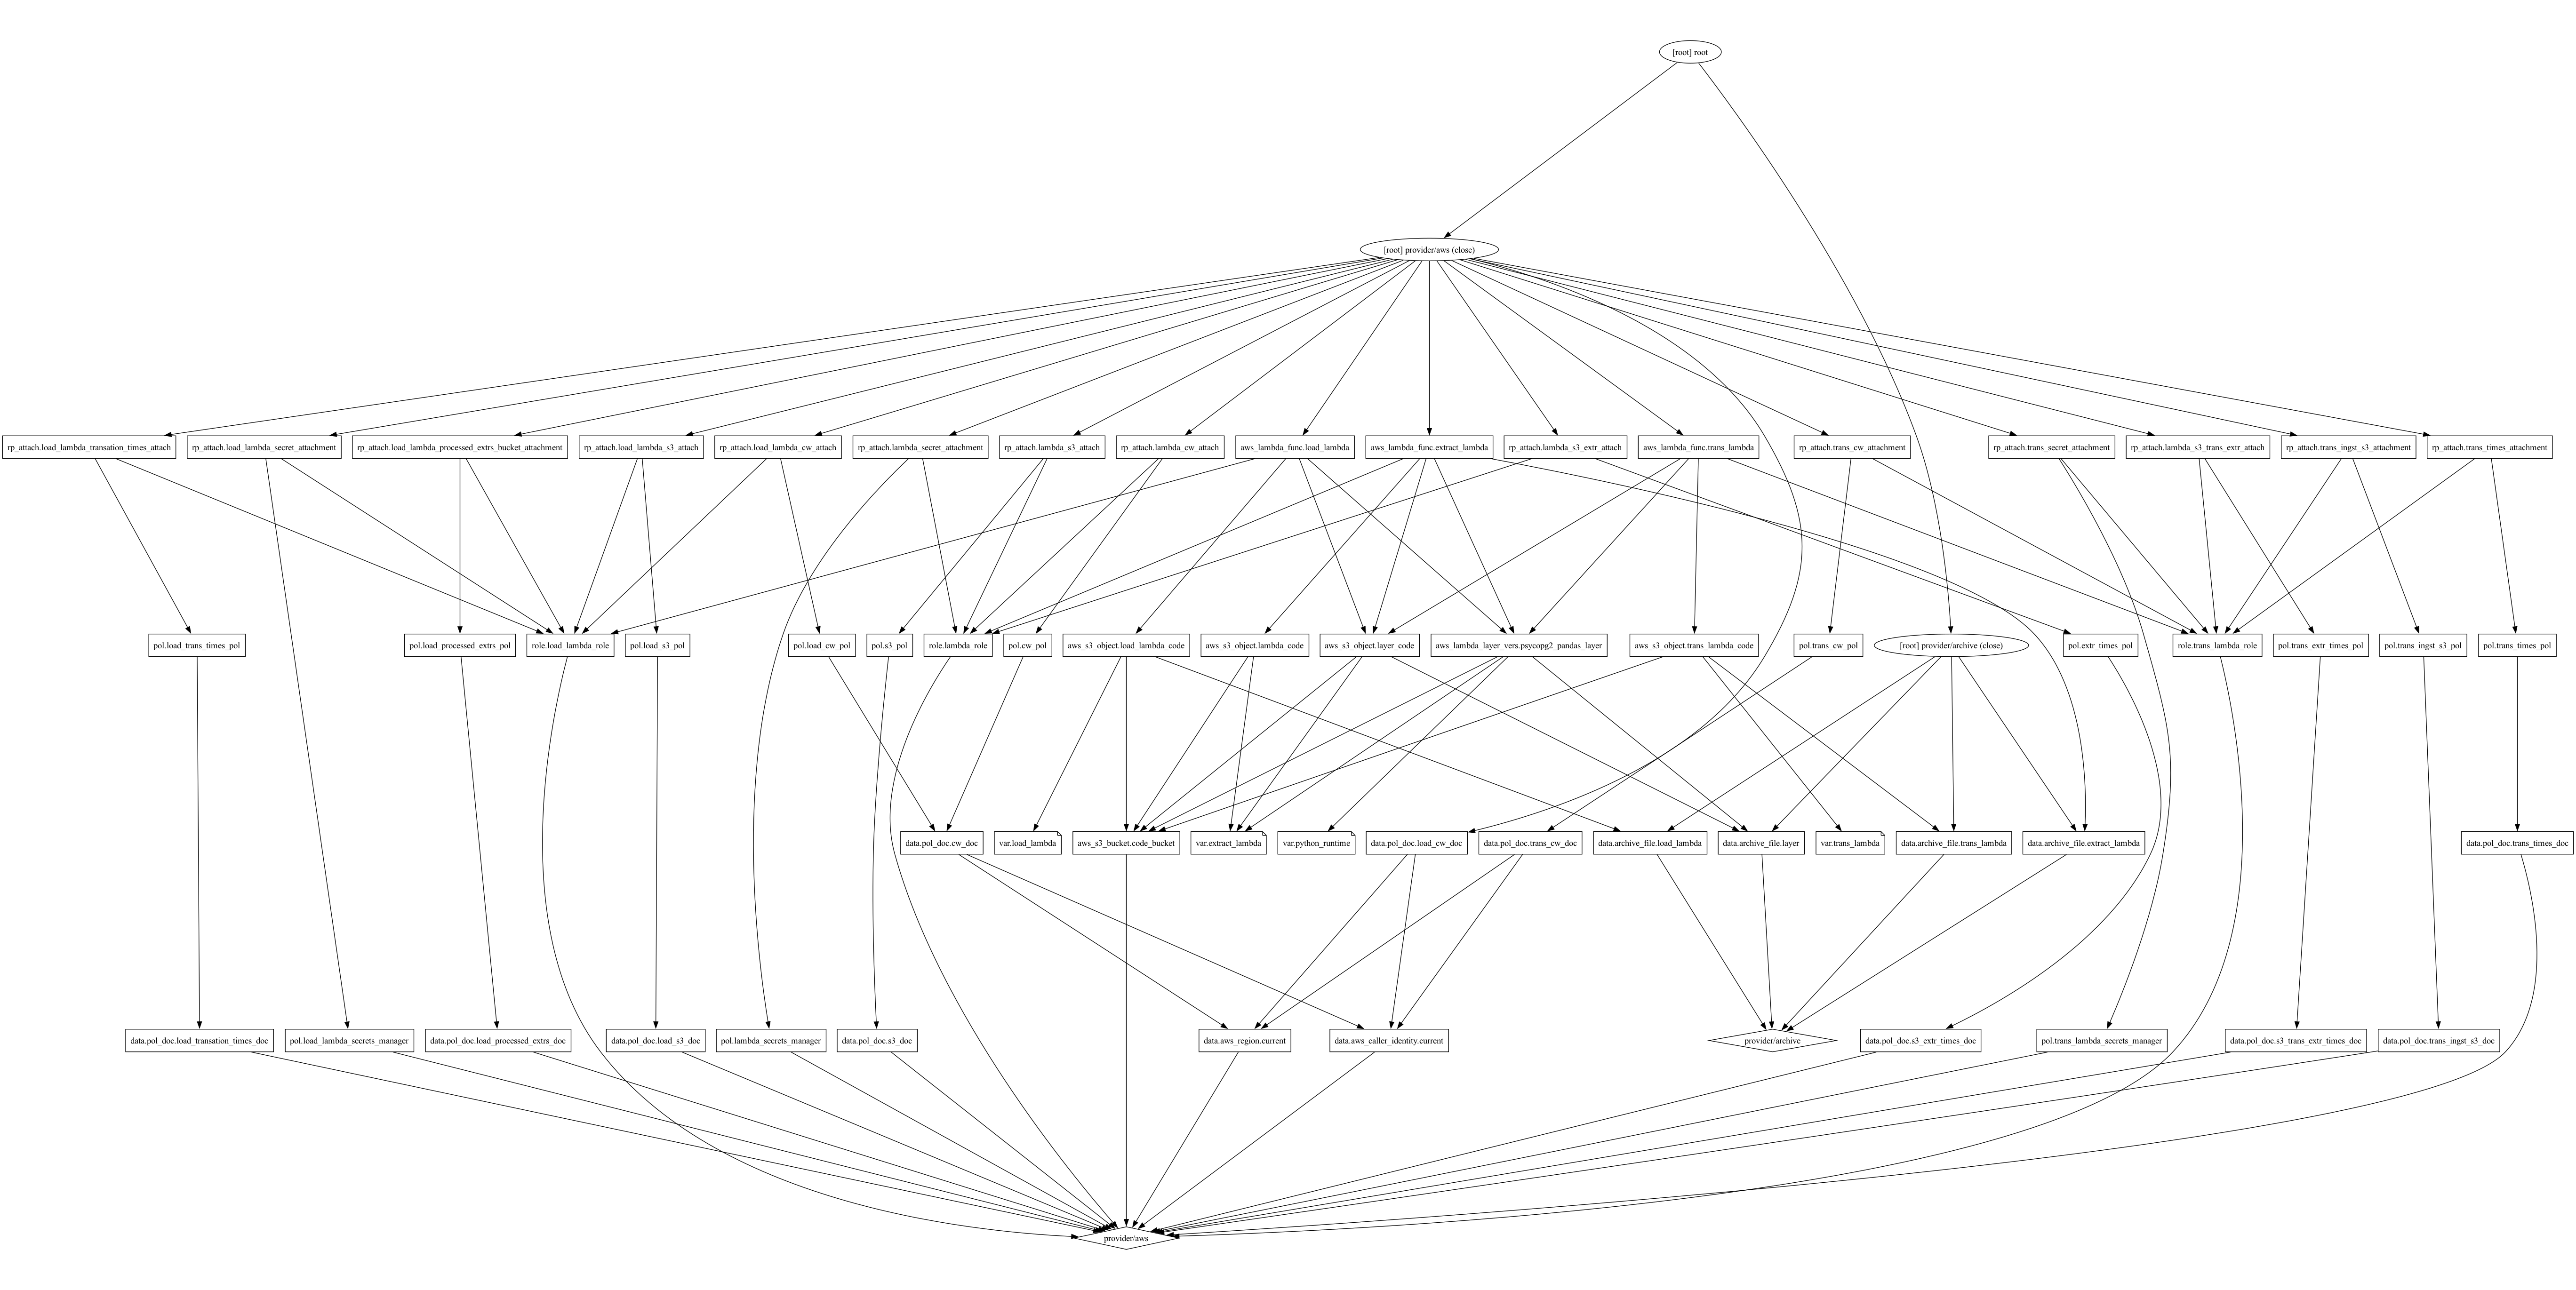 [root] root
[root] provider/aws (close)
rp_attach.load_lambda_transation_times_attach
rp_attach.load_lambda_secret_attachment
rp_attach.load_lambda_processed_extrs_bucket_attachment
rp_attach.load_lambda_s3_attach
rp_attach.load_lambda_cw_attach
rp_attach.lambda_secret_attachment
rp_attach.lambda_s3_attach
rp_attach.lambda_cw_attach
aws_lambda_func.load_lambda
aws_lambda_func.extract_lambda
rp_attach.lambda_s3_extr_attach
aws_lambda_func.trans_lambda
rp_attach.trans_cw_attachment
rp_attach.trans_secret_attachment
rp_attach.lambda_s3_trans_extr_attach
rp_attach.trans_ingst_s3_attachment
rp_attach.trans_times_attachment
pol.load_trans_times_pol
pol.load_processed_extrs_pol
role.load_lambda_role
pol.load_s3_pol
pol.load_cw_pol
pol.s3_pol
role.lambda_role
pol.cw_pol
aws_s3_object.load_lambda_code
aws_s3_object.lambda_code
aws_s3_object.layer_code
aws_lambda_layer_vers.psycopg2_pandas_layer
aws_s3_object.trans_lambda_code
pol.trans_cw_pol
[root] provider/archive (close)
pol.extr_times_pol
role.trans_lambda_role
pol.trans_extr_times_pol
pol.trans_ingst_s3_pol
pol.trans_times_pol
data.pol_doc.cw_doc
var.load_lambda
aws_s3_bucket.code_bucket
var.extract_lambda
var.python_runtime
data.pol_doc.load_cw_doc
data.pol_doc.trans_cw_doc
data.archive_file.load_lambda
data.archive_file.layer
var.trans_lambda
data.archive_file.trans_lambda
data.archive_file.extract_lambda
data.pol_doc.trans_times_doc
data.pol_doc.load_transation_times_doc
pol.load_lambda_secrets_manager
data.pol_doc.load_processed_extrs_doc
data.pol_doc.load_s3_doc
pol.lambda_secrets_manager
data.pol_doc.s3_doc
data.aws_region.current
data.aws_caller_identity.current
provider/archive
data.pol_doc.s3_extr_times_doc
pol.trans_lambda_secrets_manager
data.pol_doc.s3_trans_extr_times_doc
data.pol_doc.trans_ingst_s3_doc
provider/aws